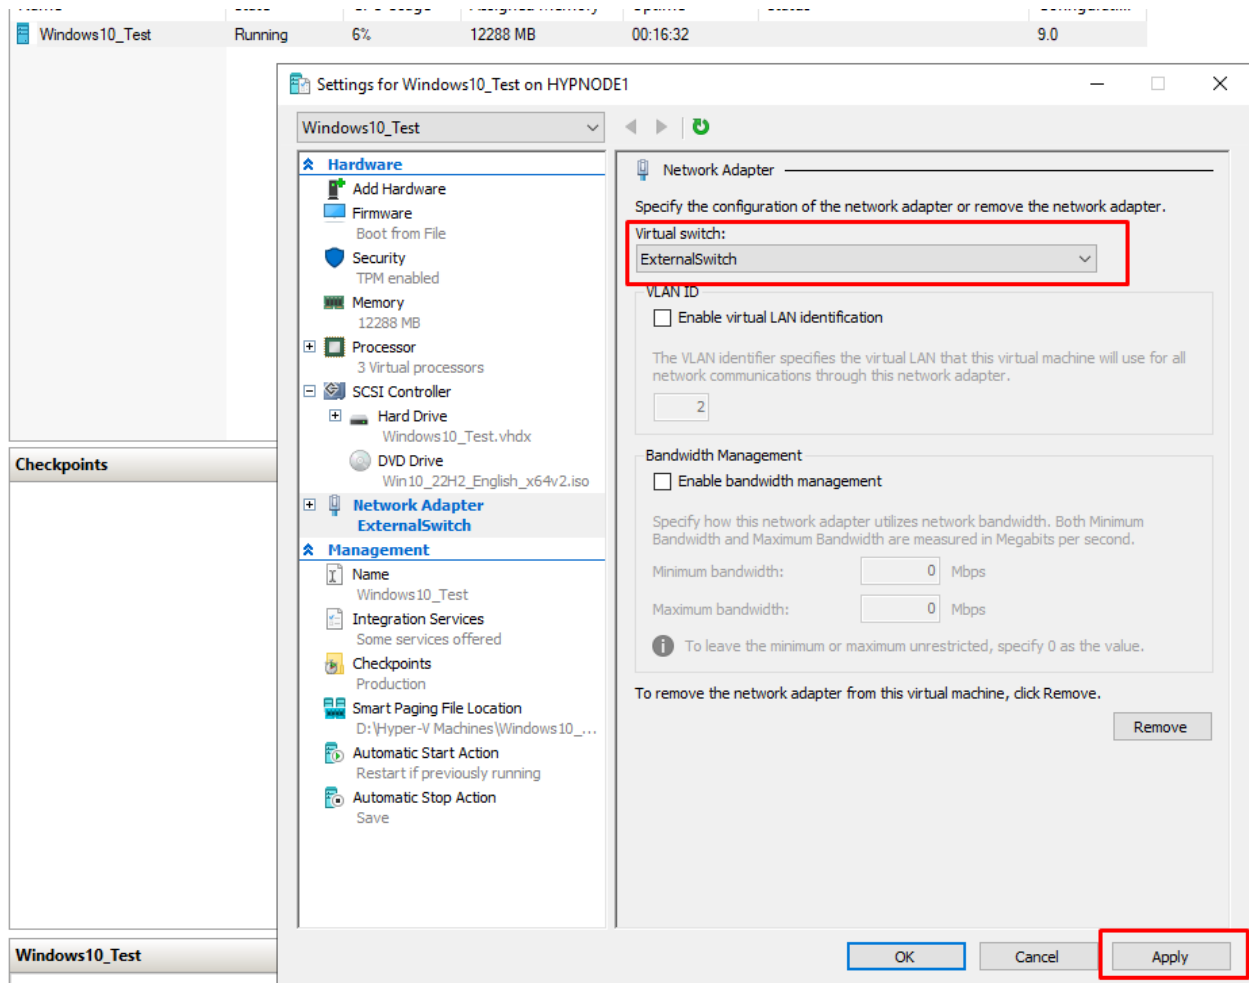 Windows10_Test Running 6% 12288 MB 00:16:32 9.0
Settings for Windows10_Test on HYPNODE1
Windows10_Test
Hardware
Add Hardware
Firmware
Boot from File
Security
TPM enabled
Memory
12288 MB
Processor
3 Virtual processors
SCSI Controller
Hard Drive
Windows10_Test.vhdx
DVD Drive
Win10_22H2_English_x64v2.iso
Network Adapter
ExternalSwitch
Management
Name
Windows10_Test
Integration Services
Some services offered
Checkpoints
Production
Smart Paging File Location
D:\Hyper-V Machines\Windows10_...
Automatic Start Action
Restart if previously running
Automatic Stop Action
Save
Network Adapter
Specify the configuration of the network adapter or remove the network adapter.
Virtual switch:
ExternalSwitch
VLAN ID
Enable virtual LAN identification
The VLAN identifier specifies the virtual LAN that this virtual machine will use for all
network communications through this network adapter.
2
Bandwidth Management
Enable bandwidth management
Specify how this network adapter utilizes network bandwidth. Both Minimum
Bandwidth and Maximum Bandwidth are measured in Megabits per second.
Minimum bandwidth: 0 Mbps
Maximum bandwidth: 0 Mbps
To leave the minimum or maximum unrestricted, specify 0 as the value.
To remove the network adapter from this virtual machine, click Remove.
Remove
OK Cancel Apply
Checkpoints
Windows10_Test